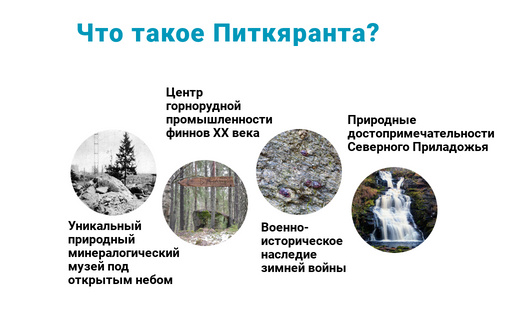 Что такое Питкяранта?
Центр
горнорудной
промышленности
финнов XX века
Природные
достопримечательности
Северного Приладожья
Уникальный
природный
минералогический
музей под
открытым небом
Военно-
историческое
наследие
зимней войны